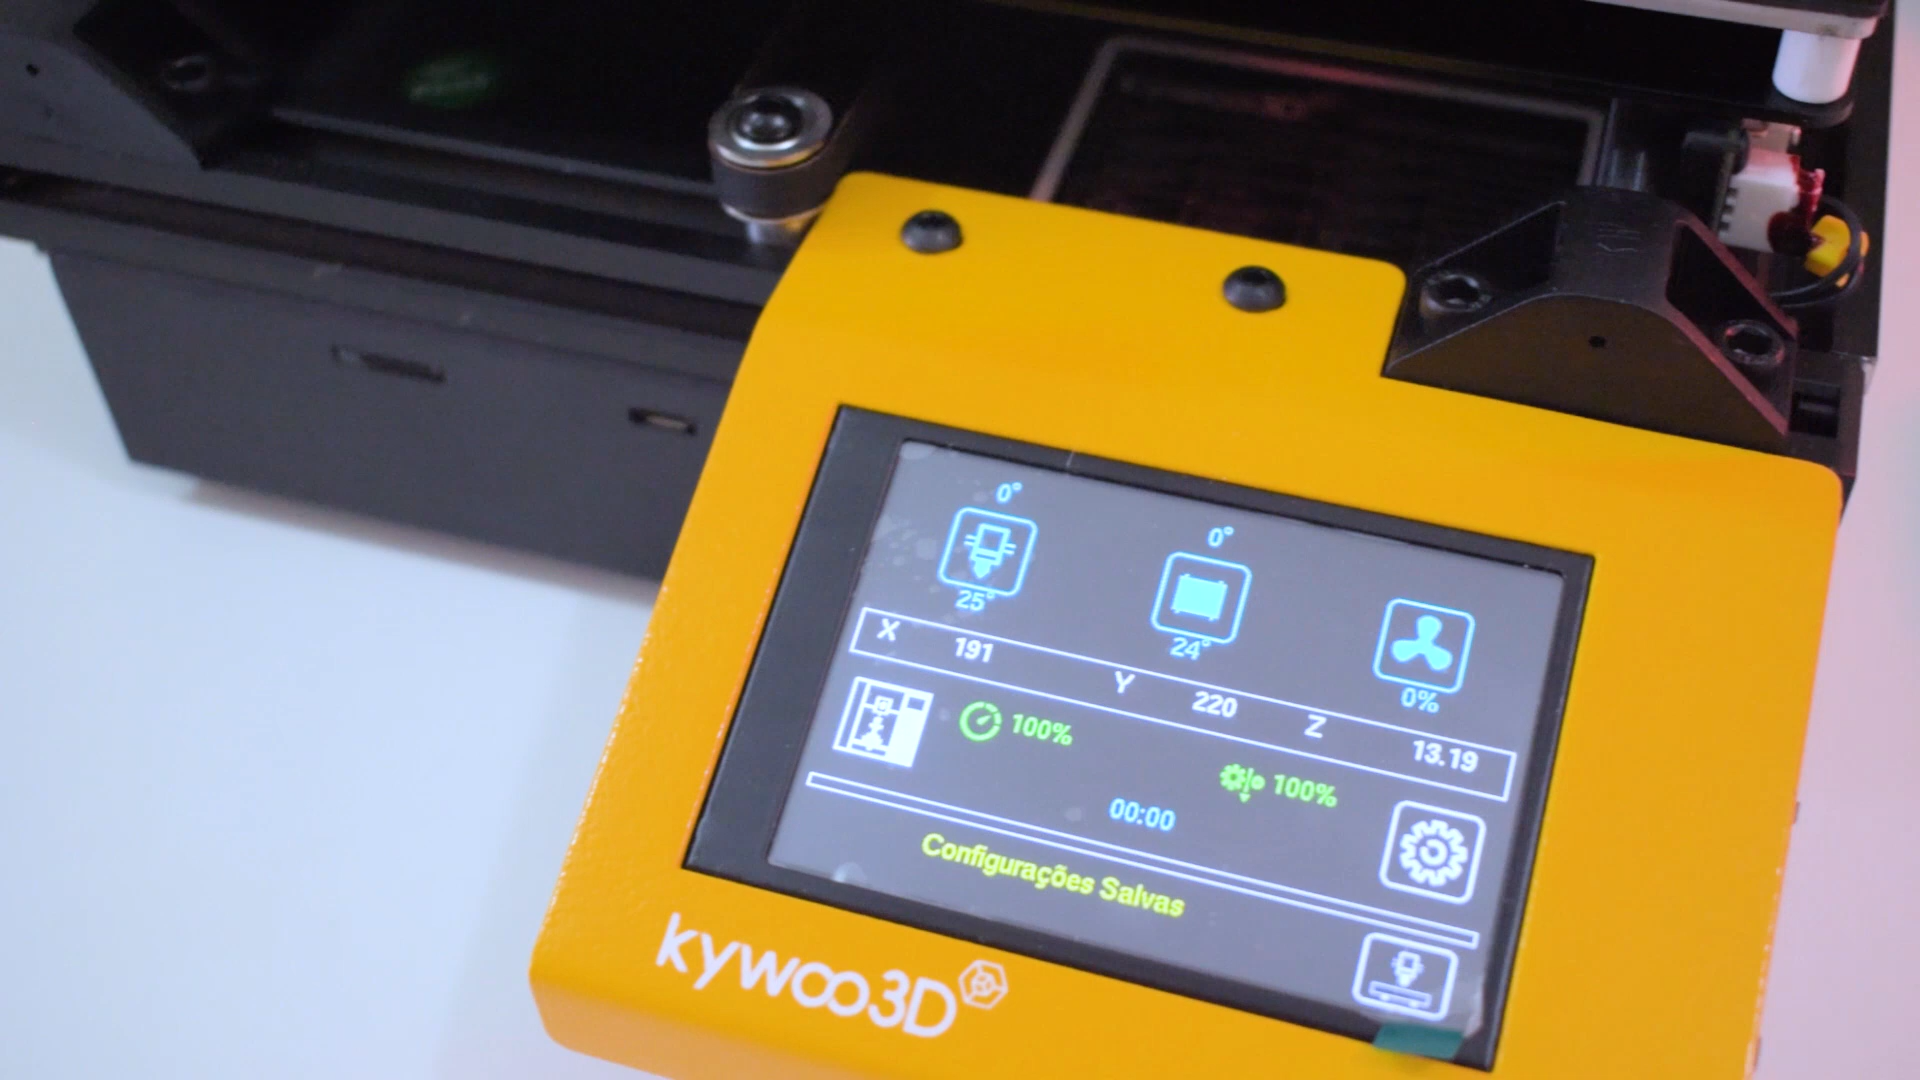 0°
0°
25°
24°
0%
X 191 Y 220 Z 13.19
100%
100%
00:00
Configurações Salvas
kywoo3D